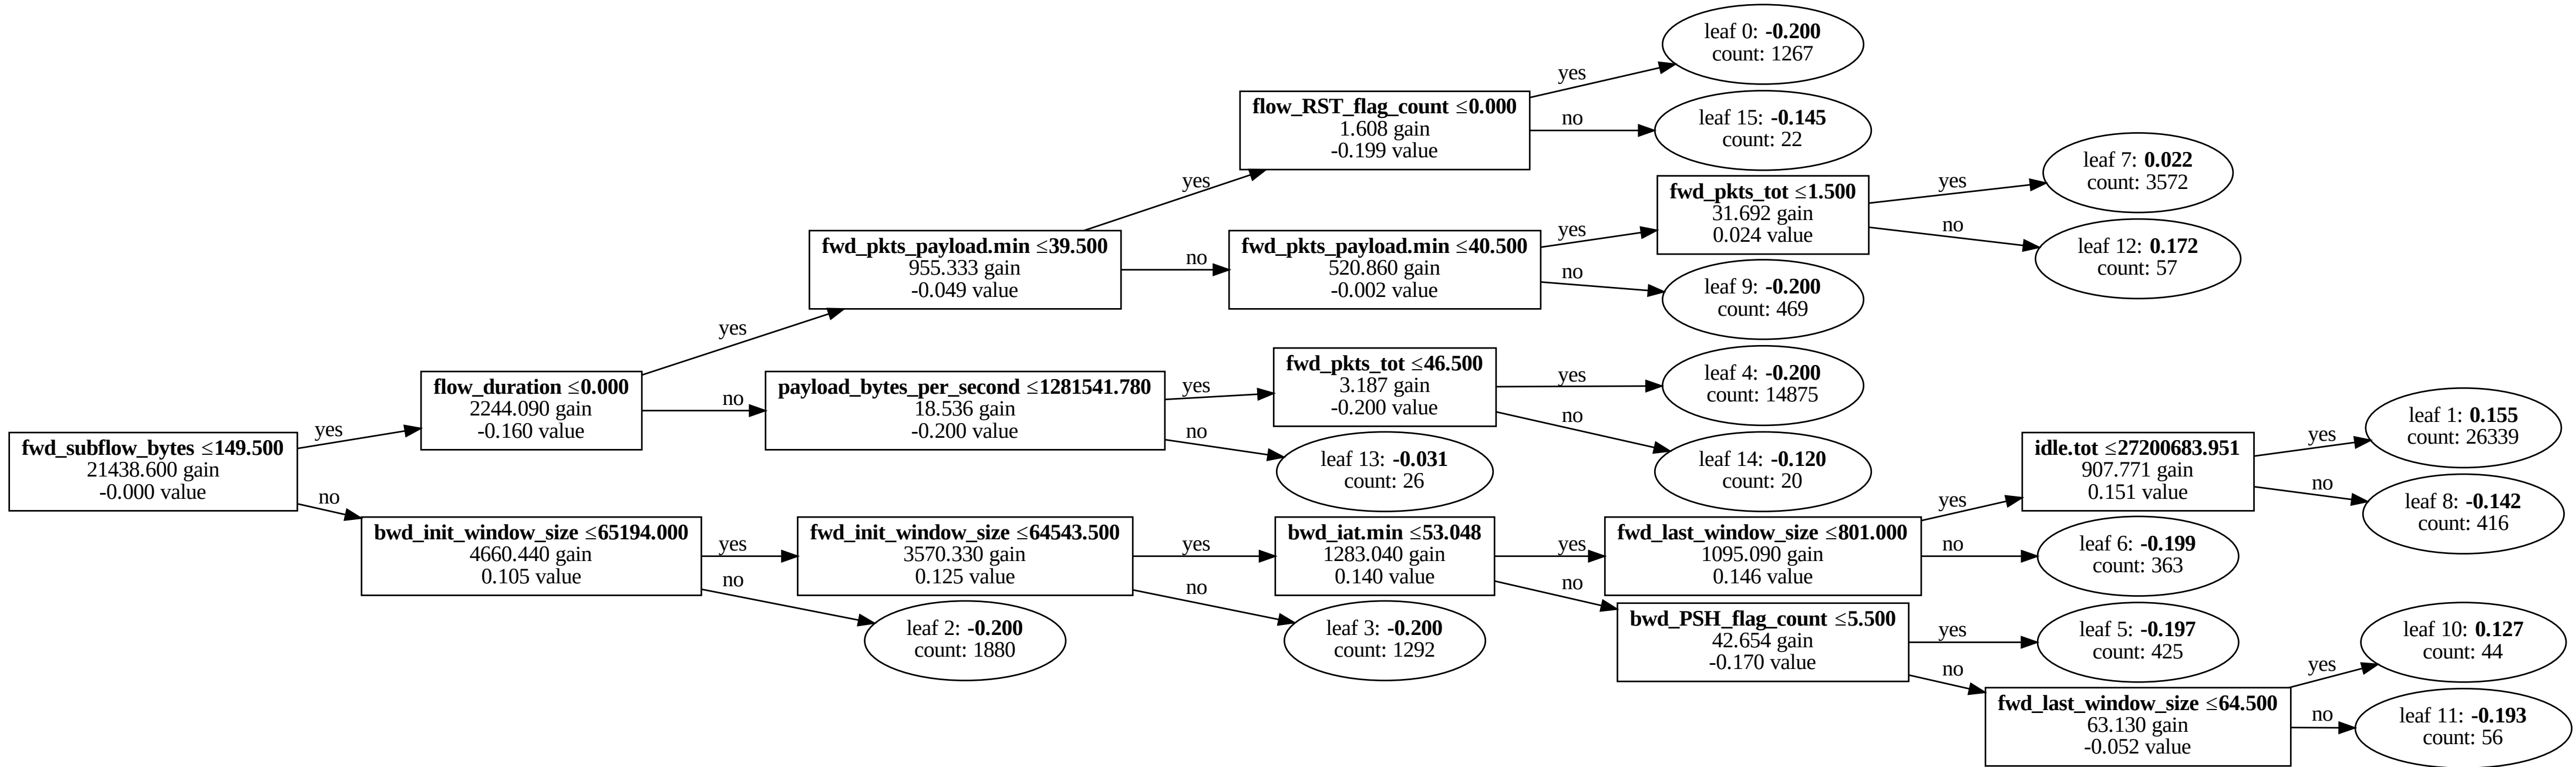 leaf 0: -0.200
count: 1267
yes
flow_RST_flag_count ≤0.000
1.608 gain
-0.199 value
no
leaf 15: -0.145
count: 22
leaf 7: 0.022
count: 3572
yes
fwd_pkts_tot ≤1.500
31.692 gain
0.024 value
yes
no
leaf 12: 0.172
count: 57
fwd_pkts_payload.min ≤39.500
955.333 gain
-0.049 value
no
fwd_pkts_payload.min ≤40.500
520.860 gain
-0.002 value
yes
no
leaf 9: -0.200
count: 469
yes
flow_duration ≤0.000
2244.090 gain
-0.160 value
no
payload_bytes_per_second ≤1281541.780
18.536 gain
-0.200 value
yes
fwd_pkts_tot ≤46.500
3.187 gain
-0.200 value
yes
leaf 4: -0.200
count: 14875
no
leaf 14: -0.120
count: 20
no
leaf 13: -0.031
count: 26
fwd_subflow_bytes ≤149.500
21438.600 gain
-0.000 value
yes
no
bwd_init_window_size ≤65194.000
4660.440 gain
0.105 value
yes
fwd_init_window_size ≤64543.500
3570.330 gain
0.125 value
yes
bwd_iat.min ≤53.048
1283.040 gain
0.140 value
yes
fwd_last_window_size ≤801.000
1095.090 gain
0.146 value
yes
idle.tot ≤27200683.951
907.771 gain
0.151 value
yes
leaf 1: 0.155
count: 26339
no
leaf 8: -0.142
count: 416
no
leaf 6: -0.199
count: 363
no
leaf 2: -0.200
count: 1880
no
leaf 3: -0.200
count: 1292
no
bwd_PSH_flag_count ≤5.500
42.654 gain
-0.170 value
yes
leaf 5: -0.197
count: 425
no
fwd_last_window_size ≤64.500
63.130 gain
-0.052 value
yes
leaf 10: 0.127
count: 44
no
leaf 11: -0.193
count: 56